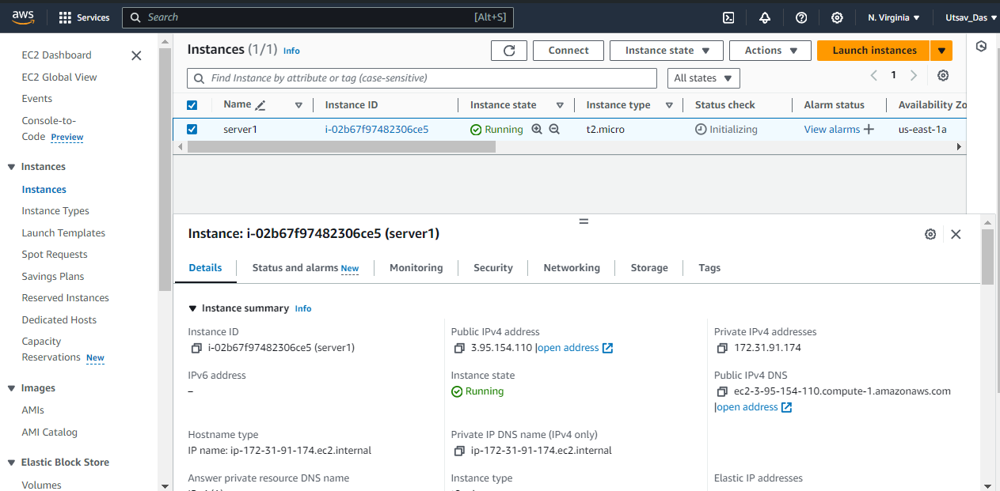 aws
Services
Search
[Alt+S]
N. Virginia
Utsav_Das
EC2 Dashboard
EC2 Global View
Events
Console-to-
Code Preview
Instances
Instances
Instance Types
Launch Templates
Spot Requests
Savings Plans
Reserved Instances
Dedicated Hosts
Capacity
Reservations New
Images
AMIs
AMI Catalog
Elastic Block Store
Volumes
Instances (1/1) Info
Connect
Instance state
Actions
Launch instances
Find Instance by attribute or tag (case-sensitive)
All states
1
Name
Instance ID
Instance state
Instance type
Status check
Alarm status
Availability Zo
server1
i-02b67f97482306ce5
Running
t2.micro
Initializing
View alarms
us-east-1a
Instance: i-02b67f97482306ce5 (server1)
Details
Status and alarms New
Monitoring
Security
Networking
Storage
Tags
Instance summary Info
Instance ID
i-02b67f97482306ce5 (server1)
Public IPv4 address
3.95.154.110 |open address
Private IPv4 addresses
172.31.91.174
IPv6 address
–
Instance state
Running
Public IPv4 DNS
ec2-3-95-154-110.compute-1.amazonaws.com
|open address
Hostname type
IP name: ip-172-31-91-174.ec2.internal
Private IP DNS name (IPv4 only)
ip-172-31-91-174.ec2.internal
Answer private resource DNS name
Instance type
Elastic IP addresses